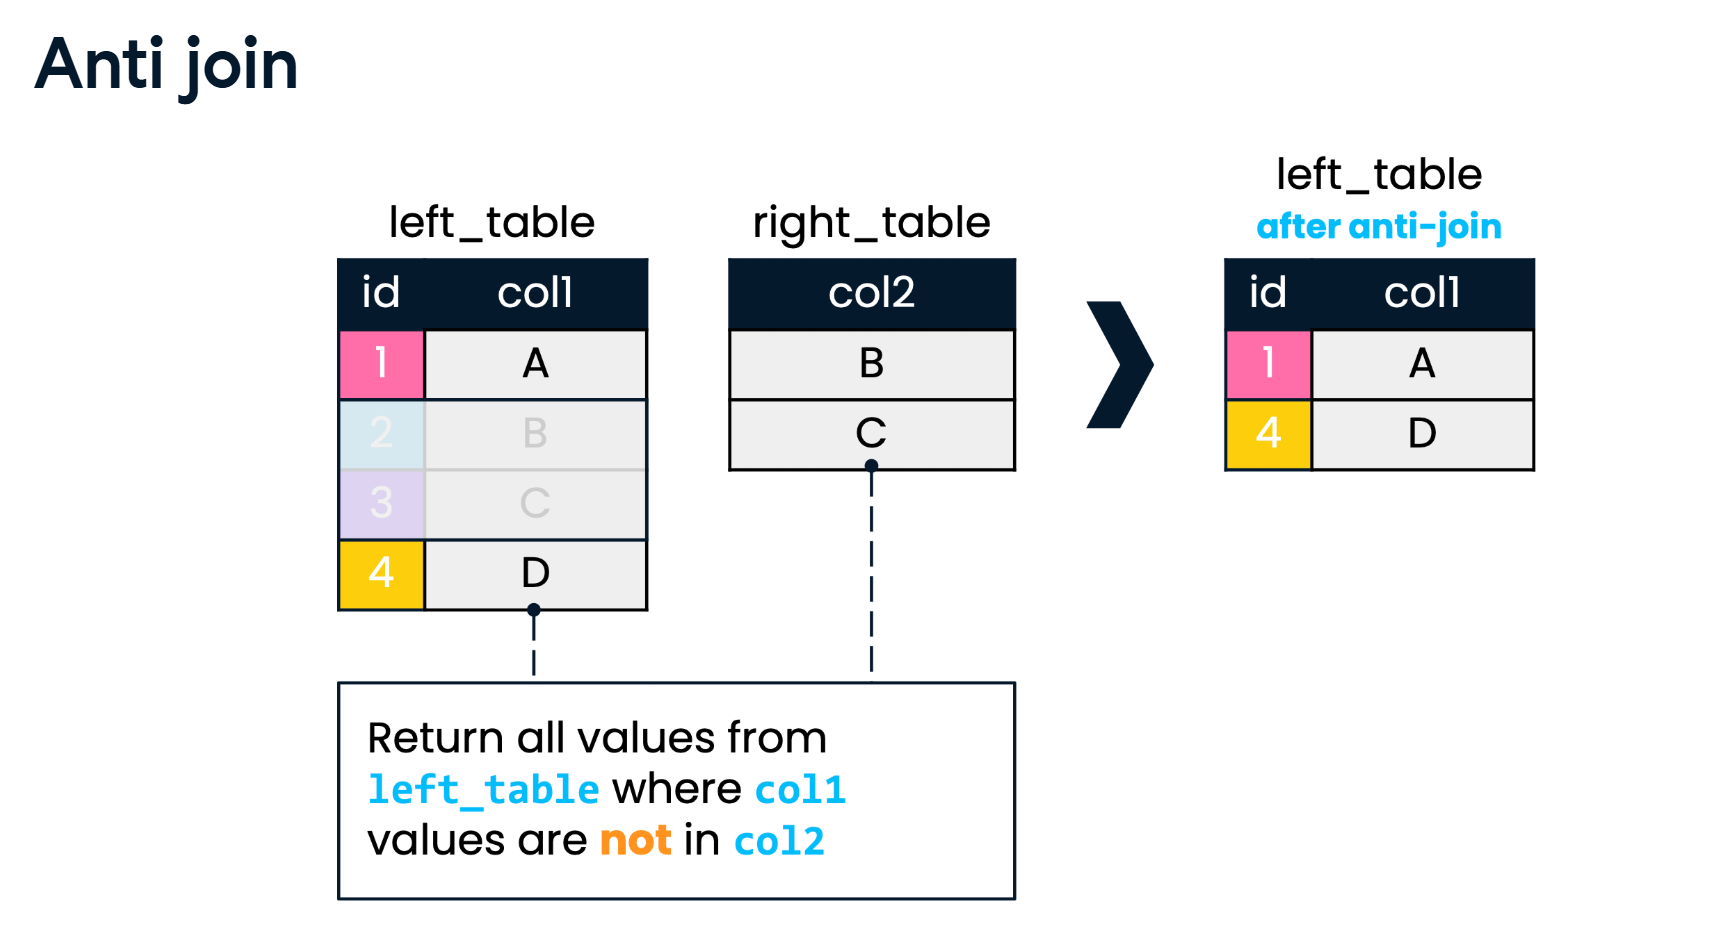 Anti join
left_table
right_table
left_table
after anti-join
id col1
col2
id col1
1 A
B
1 A
2 B
C
4 D
3 C
4 D
Return all values from
left_table where col1
values are not in col2